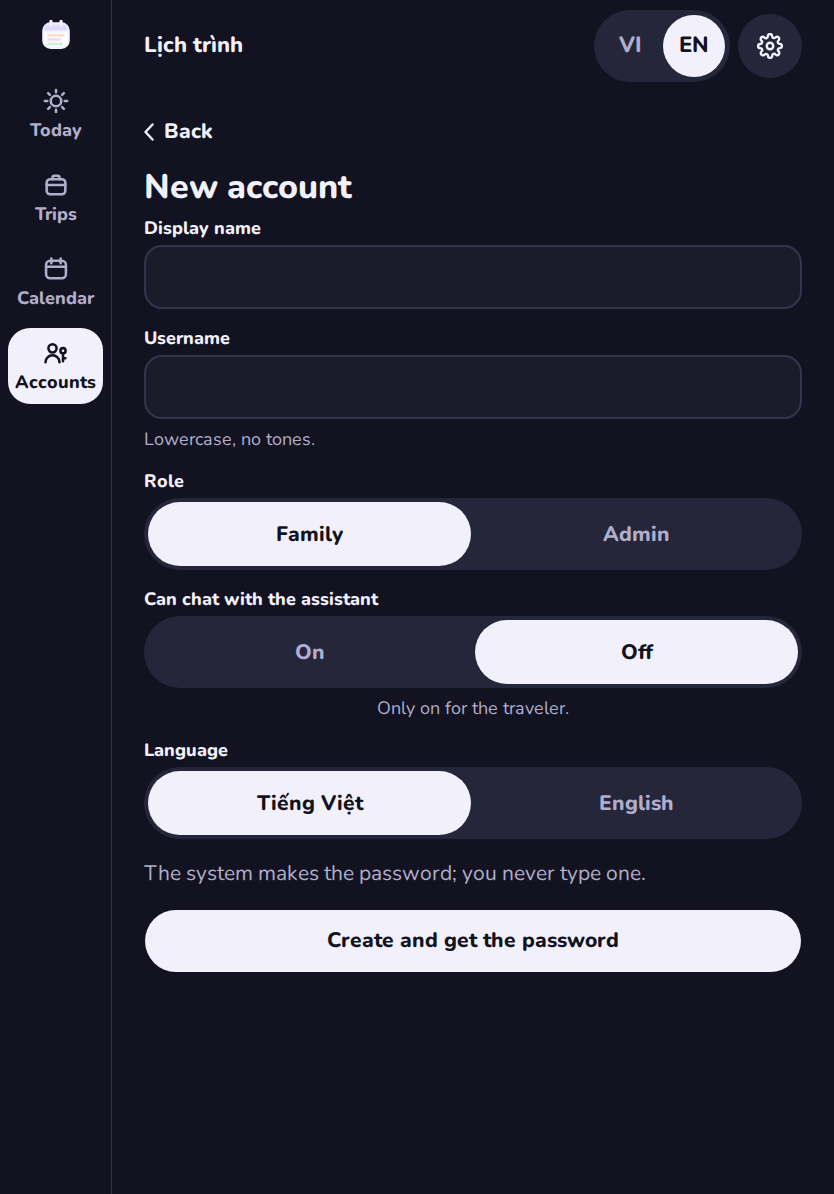 Lịch trình
VI
EN
Today
Trips
Calendar
Accounts
Back
New account
Display name
Username
Lowercase, no tones.
Role
Family
Admin
Can chat with the assistant
On
Off
Only on for the traveler.
Language
Tiếng Việt
English
The system makes the password; you never type one.
Create and get the password